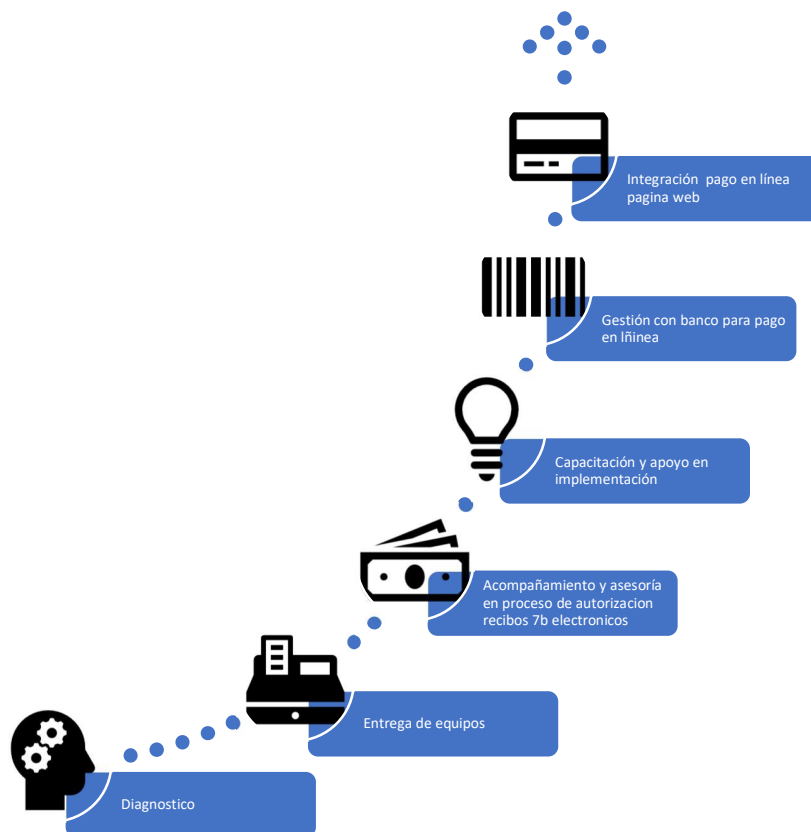 Integración  pago en línea
pagina web
Gestión con banco para pago
en lñinea
Capacitación y apoyo en
implementación
Acompañamiento y asesoría
en proceso de autorizacion
recibos 7b electronicos
Entrega de equipos
Diagnostico